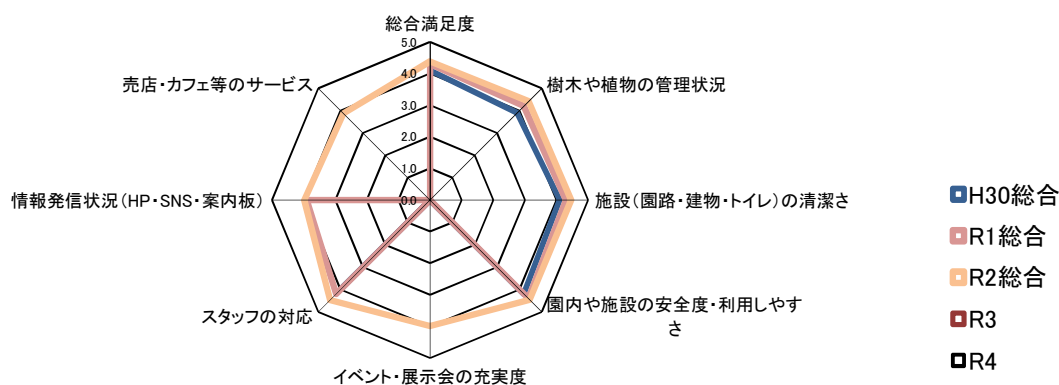 総合満足度
5.0
4.0
3.0
2.0
1.0
0.0
樹木や植物の管理状況
施設（園路・建物・トイレ）の清潔さ
園内や施設の安全度・利用しやす
さ
イベント・展示会の充実度
スタッフの対応
情報発信状況（HP・SNS・案内板）
売店・カフェ等のサービス
H30総合
R1総合
R2総合
R3
R4